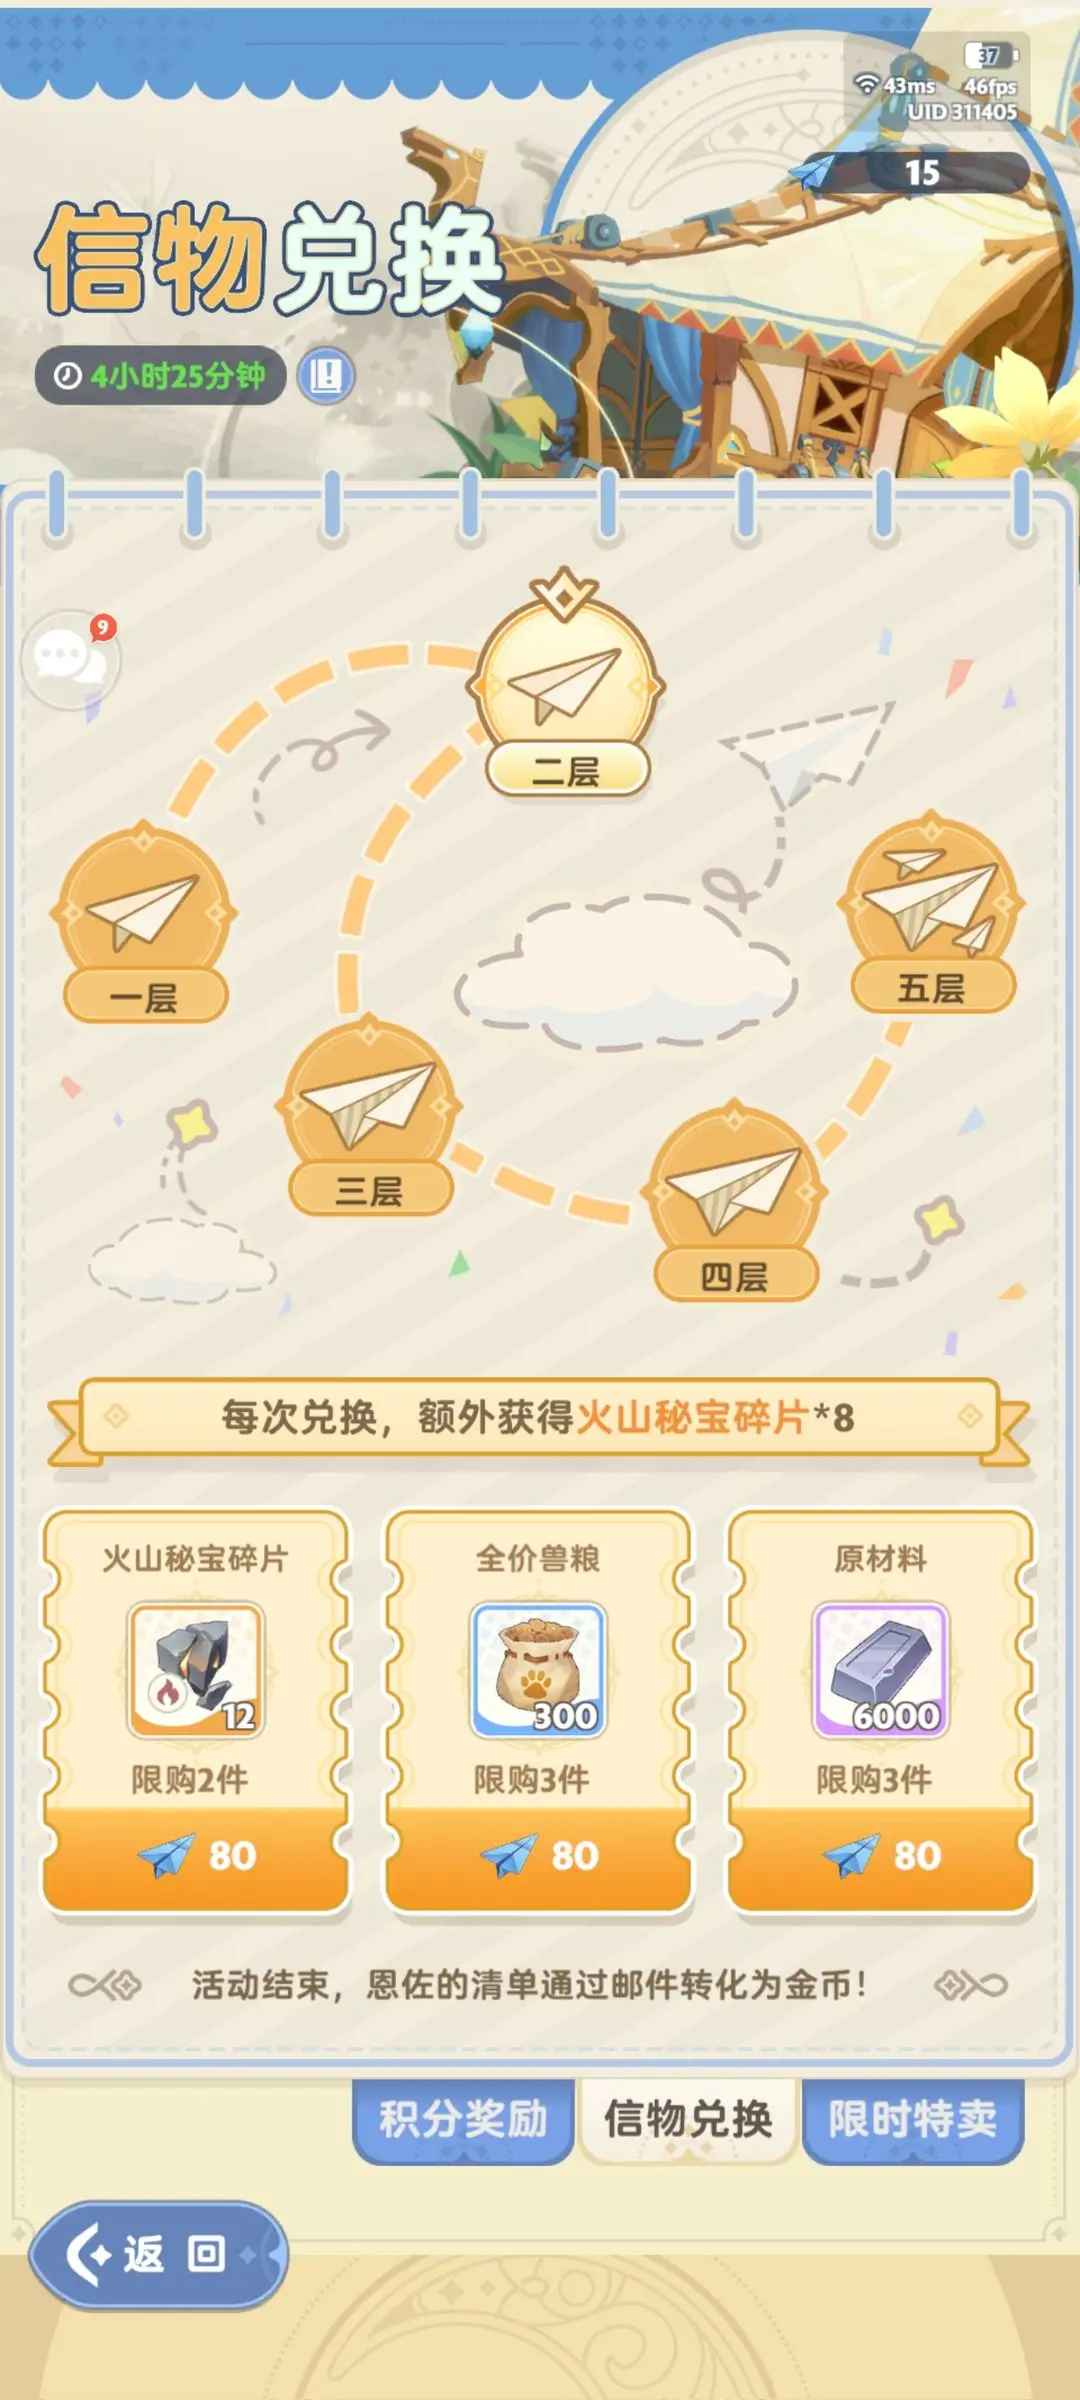 37
43ms 46fps
UID 311405
15
信物兑换
4小时25分钟
9
二层
一层
五层
三层
四层
每次兑换，额外获得火山秘宝碎片*8
火山秘宝碎片
12
限购2件
80
全价兽粮
300
限购3件
80
原材料
6000
限购3件
80
活动结束，恩佐的清单通过邮件转化为金币！
积分奖励 信物兑换 限时特卖
返回